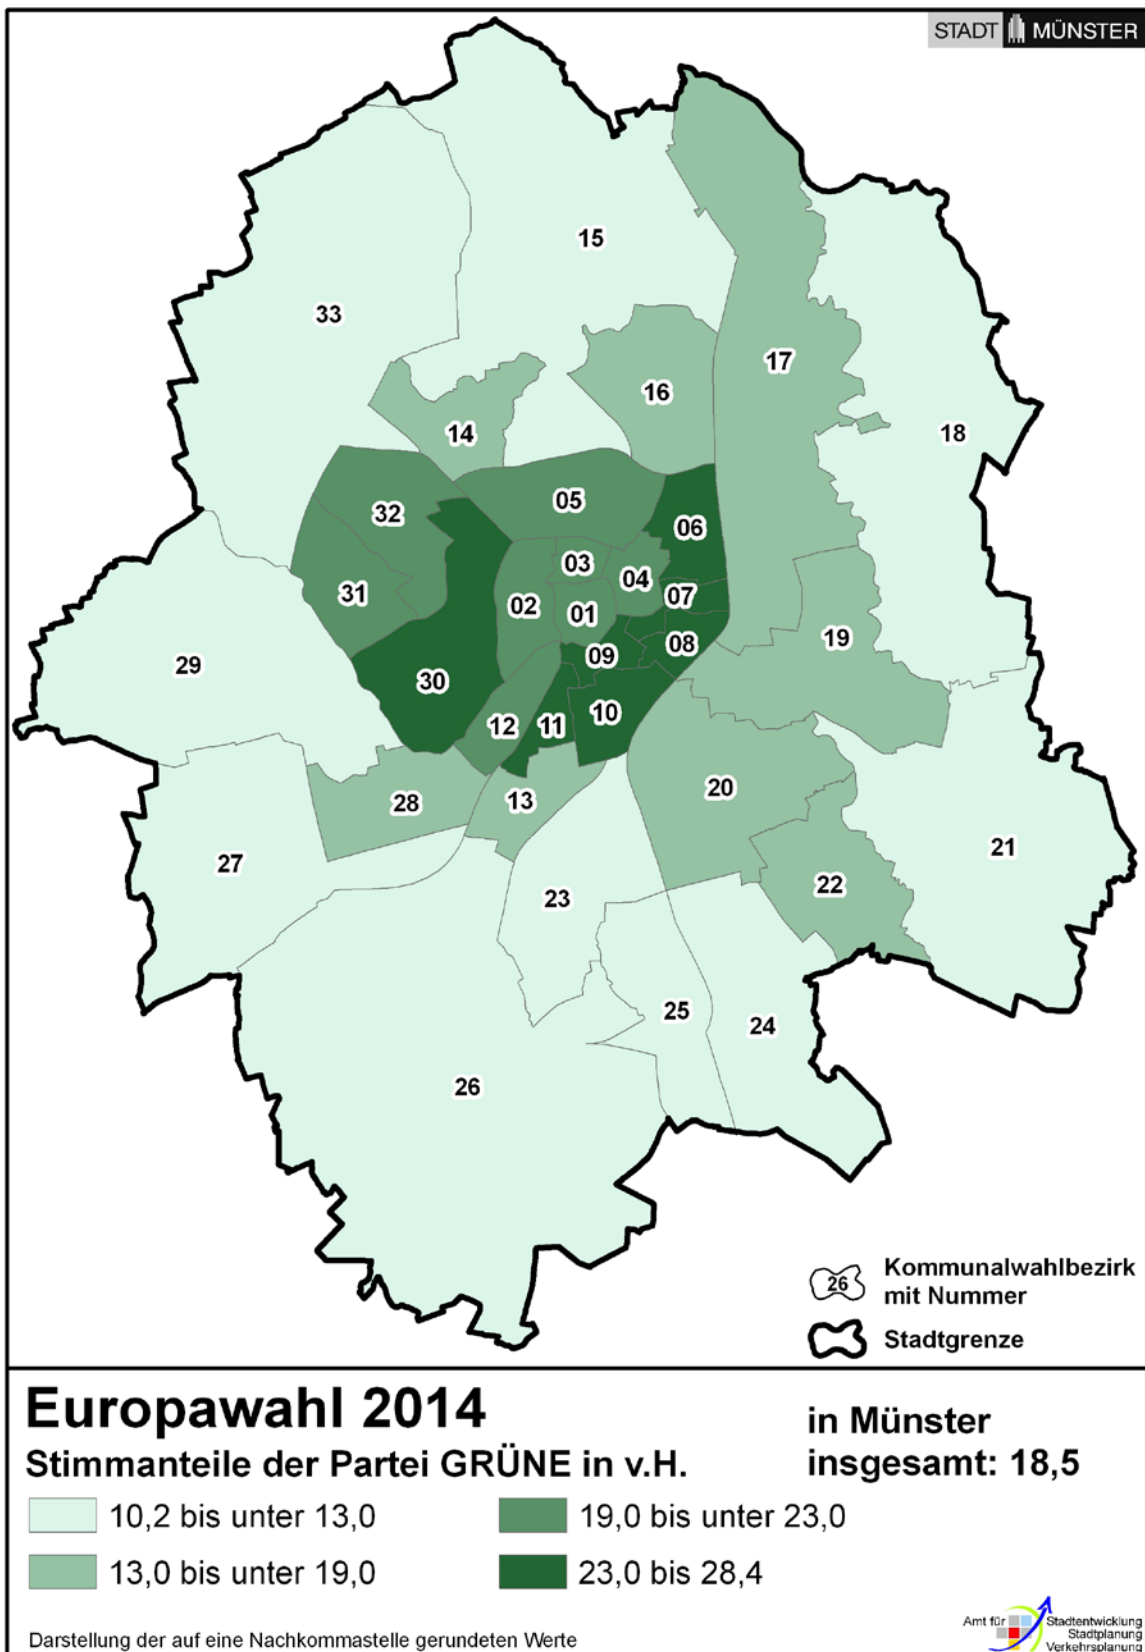 STADT MÜNSTER
15
33
17
16
18
14
05
32
06
03
04
31
02
07
01
19
08
09
29
30
10
12
11
20
28
13
21
27
22
23
25
24
26
26
Kommunalwahlbezirk
mit Nummer
Stadtgrenze
Europawahl 2014
Stimmanteile der Partei GRÜNE in v.H.
in Münster
insgesamt: 18,5
10,2 bis unter 13,0
19,0 bis unter 23,0
13,0 bis unter 19,0
23,0 bis 28,4
Darstellung der auf eine Nachkommastelle gerundeten Werte
Amt für Stadtentwicklung
Stadtplanung
Verkehrsplanung